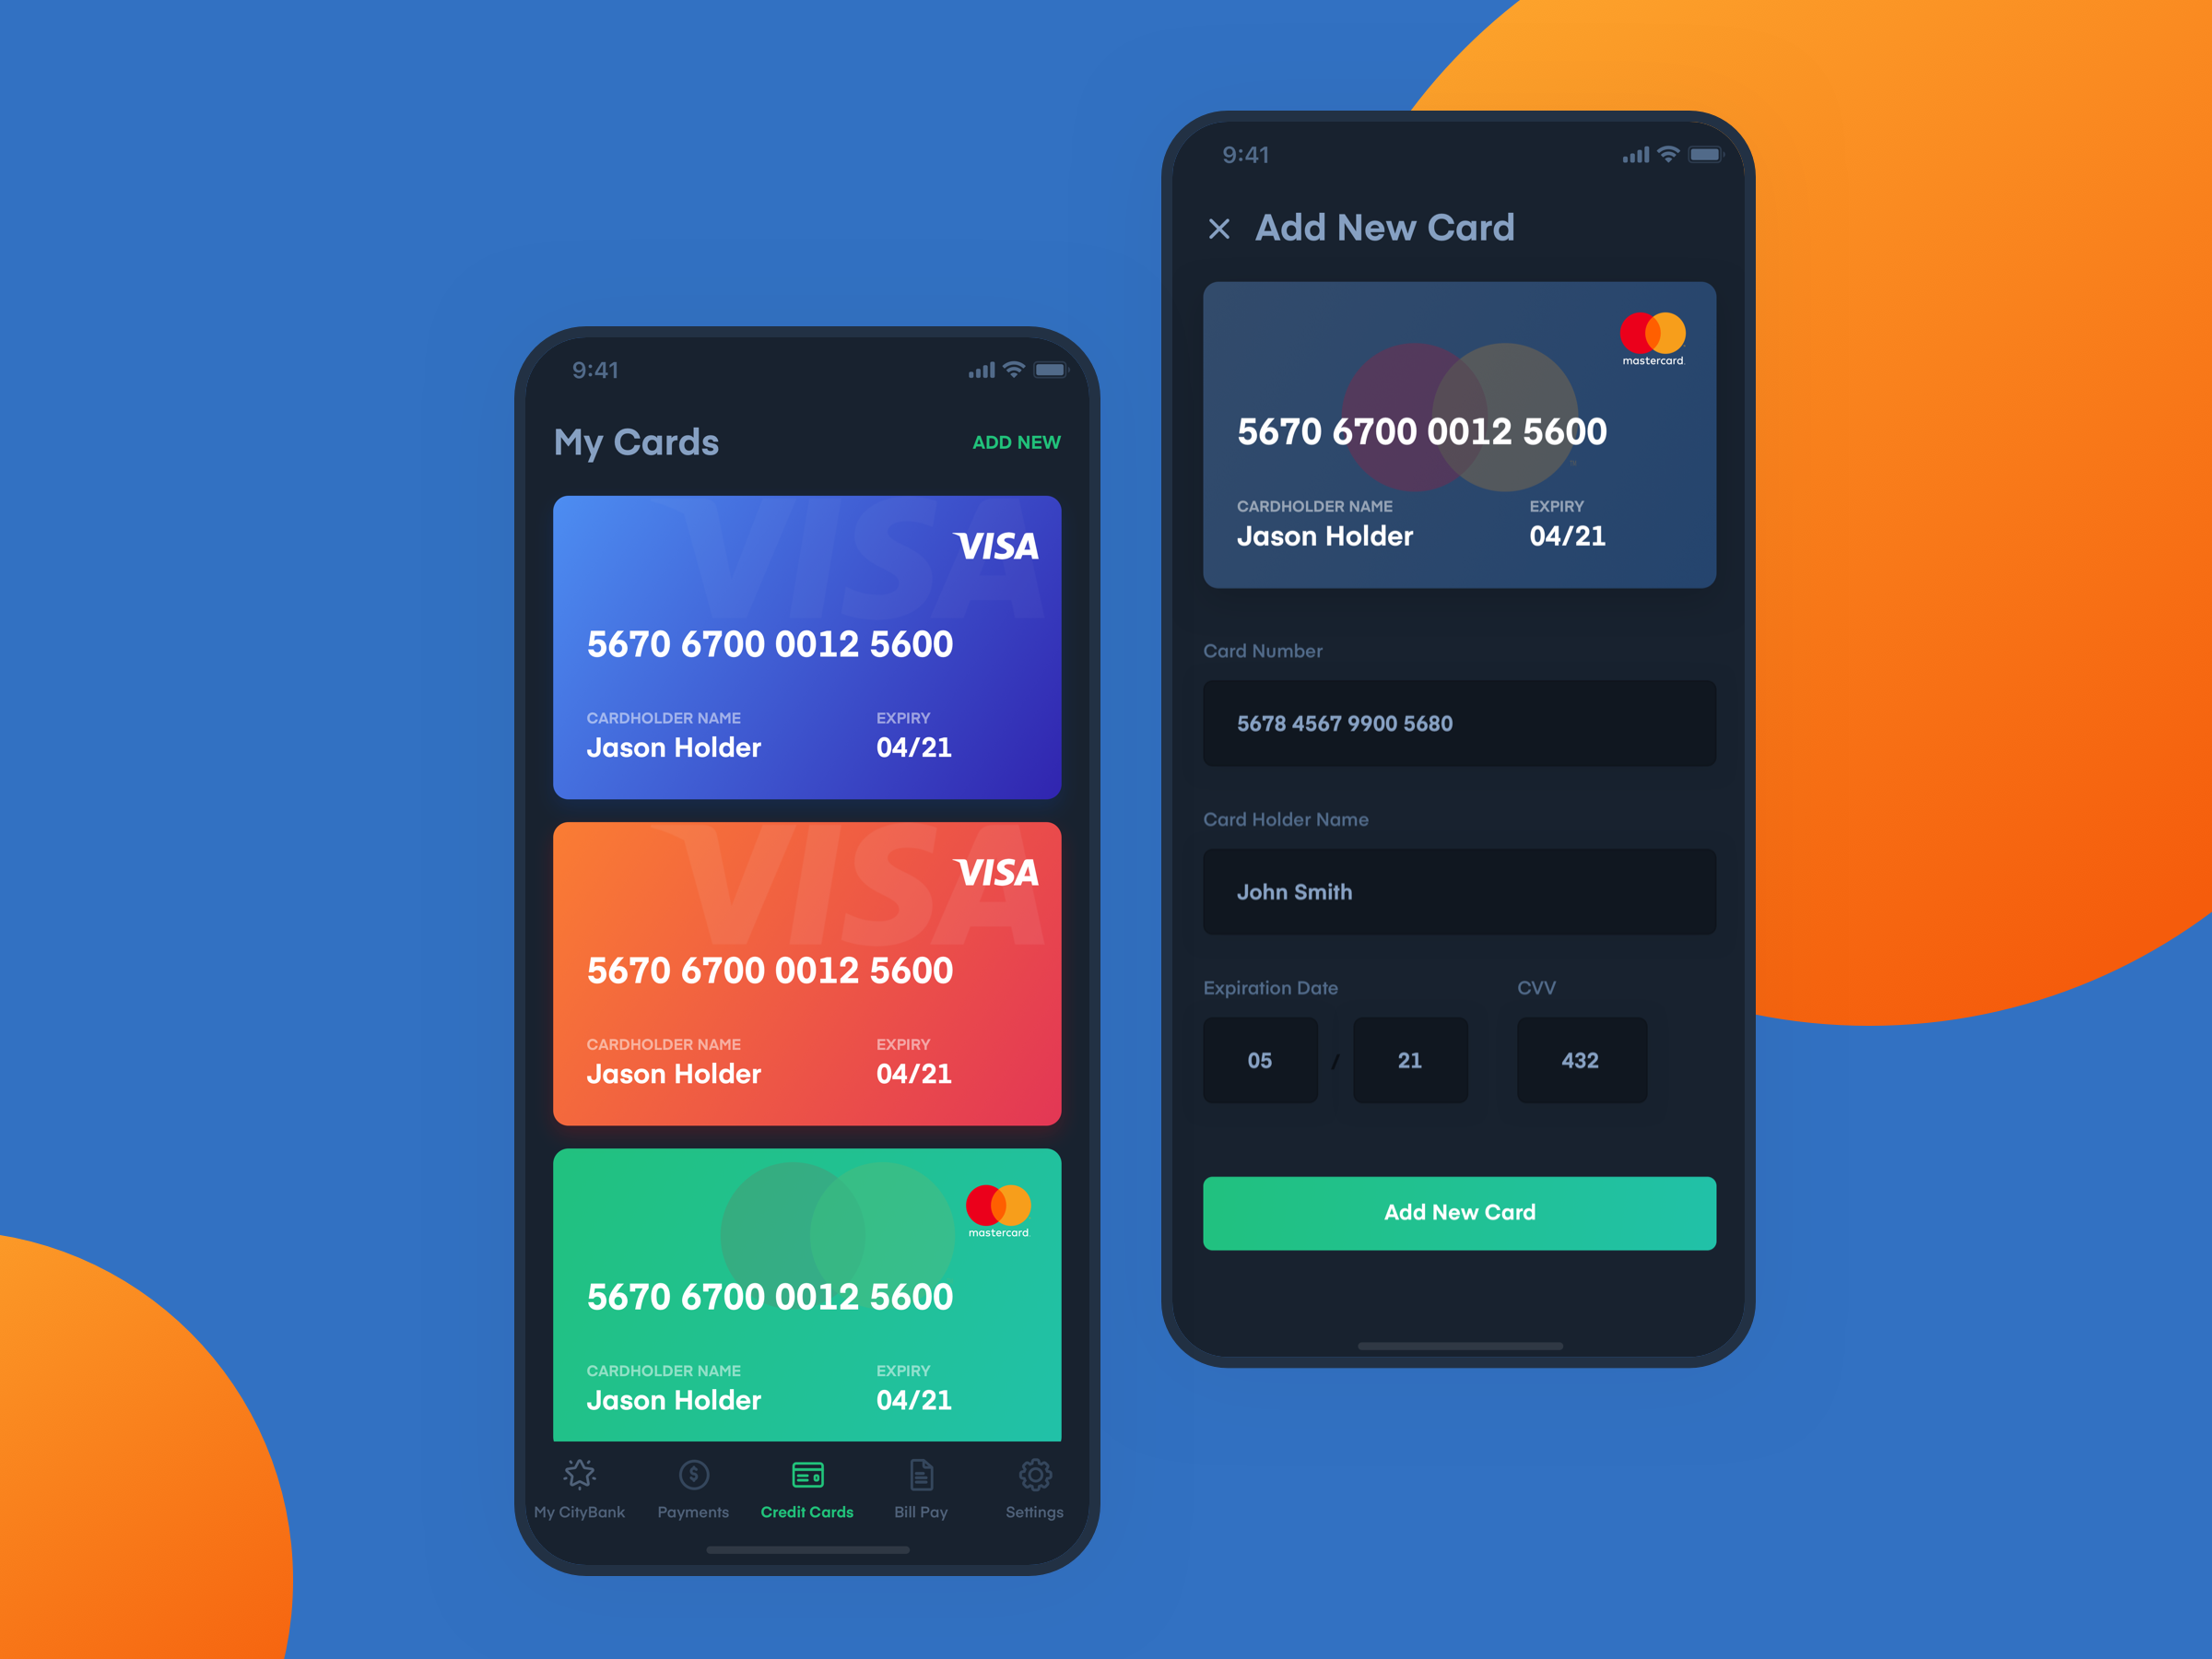 9:41
My Cards
ADD NEW
VISA
VISA
5670 6700 0012 5600
CARDHOLDER NAME
EXPIRY
Jason Holder
04/21
VISA
VISA
5670 6700 0012 5600
CARDHOLDER NAME
EXPIRY
Jason Holder
04/21
mastercard
5670 6700 0012 5600
CARDHOLDER NAME
EXPIRY
Jason Holder
04/21
My CityBank
Payments
Credit Cards
Bill Pay
Settings
9:41
Add New Card
mastercard
5670 6700 0012 5600
CARDHOLDER NAME
EXPIRY
Jason Holder
04/21
Card Number
5678 4567 9900 5680
Card Holder Name
John Smith
Expiration Date
CVV
05 / 21
432
Add New Card